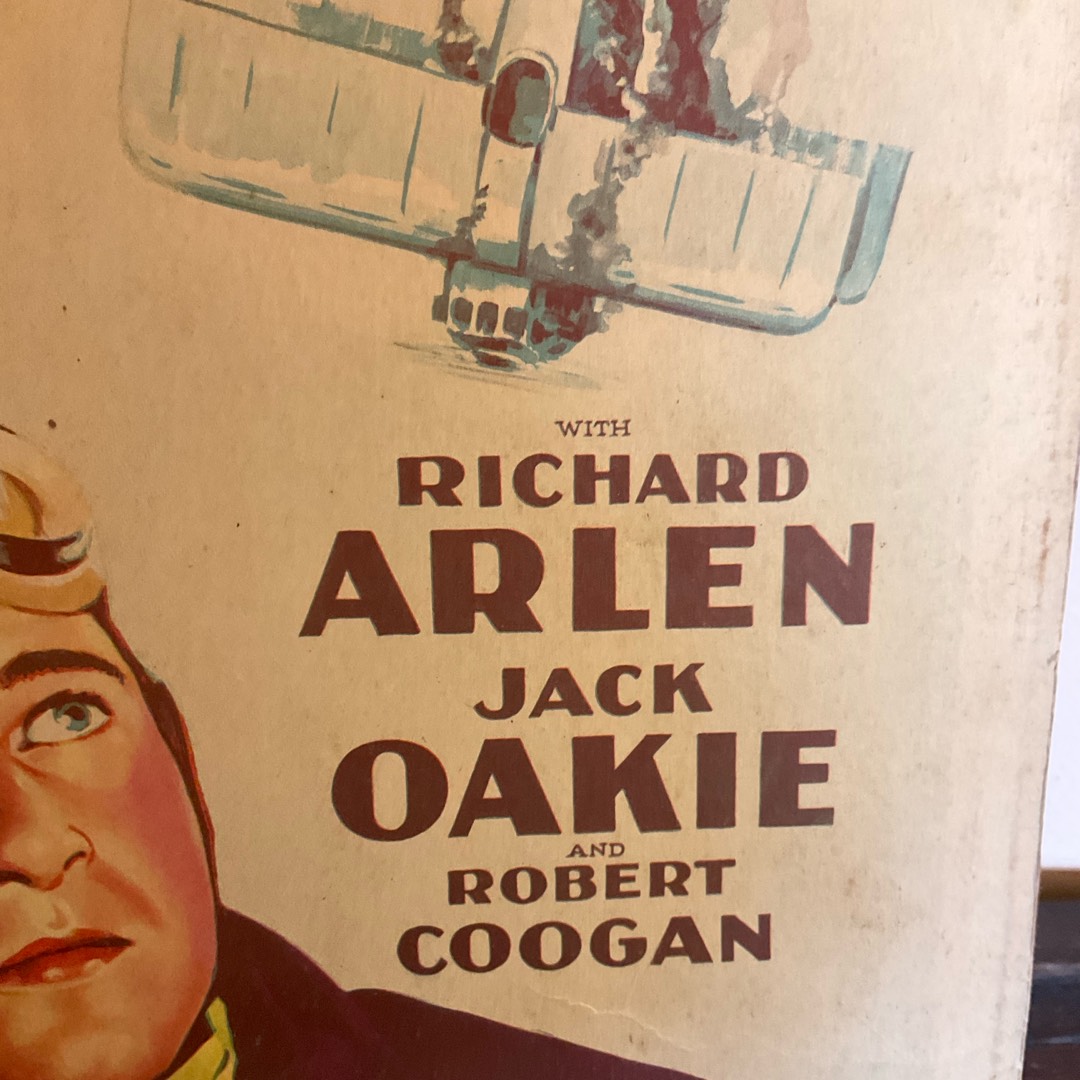 WITH
RICHARD
ARLEN
JACK
OAKIE
AND
ROBERT
COOGAN